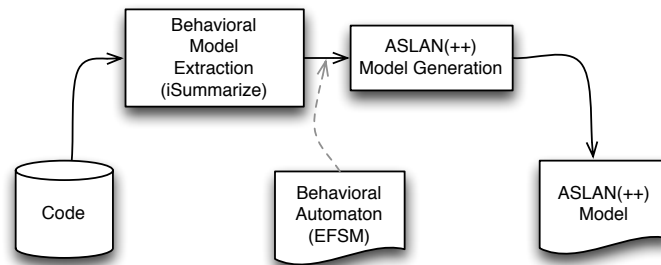 Behavioral
Model
Extraction
(iSummarize)
ASLAN(++)
Model Generation
Code
Behavioral
Automaton
(EFSM)
ASLAN(++)
Model